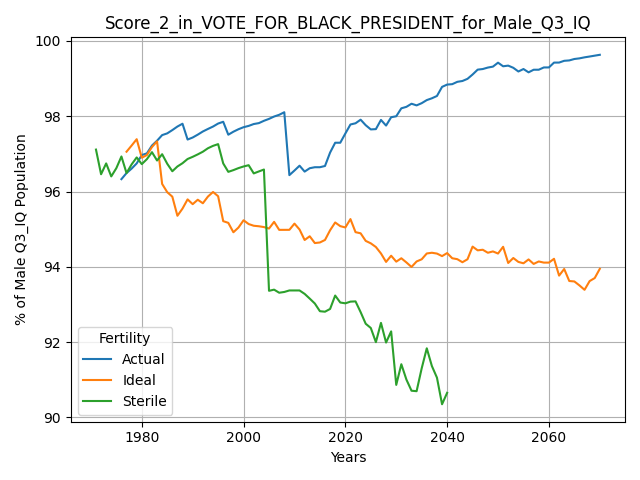 Score_2_in_VOTE_FOR_BLACK_PRESIDENT_for_Male_Q3_IQ
% of Male Q3_IQ Population
100
98
96
94
92
90
Fertility
Actual
Ideal
Sterile
1980 2000 2020 2040 2060
Years